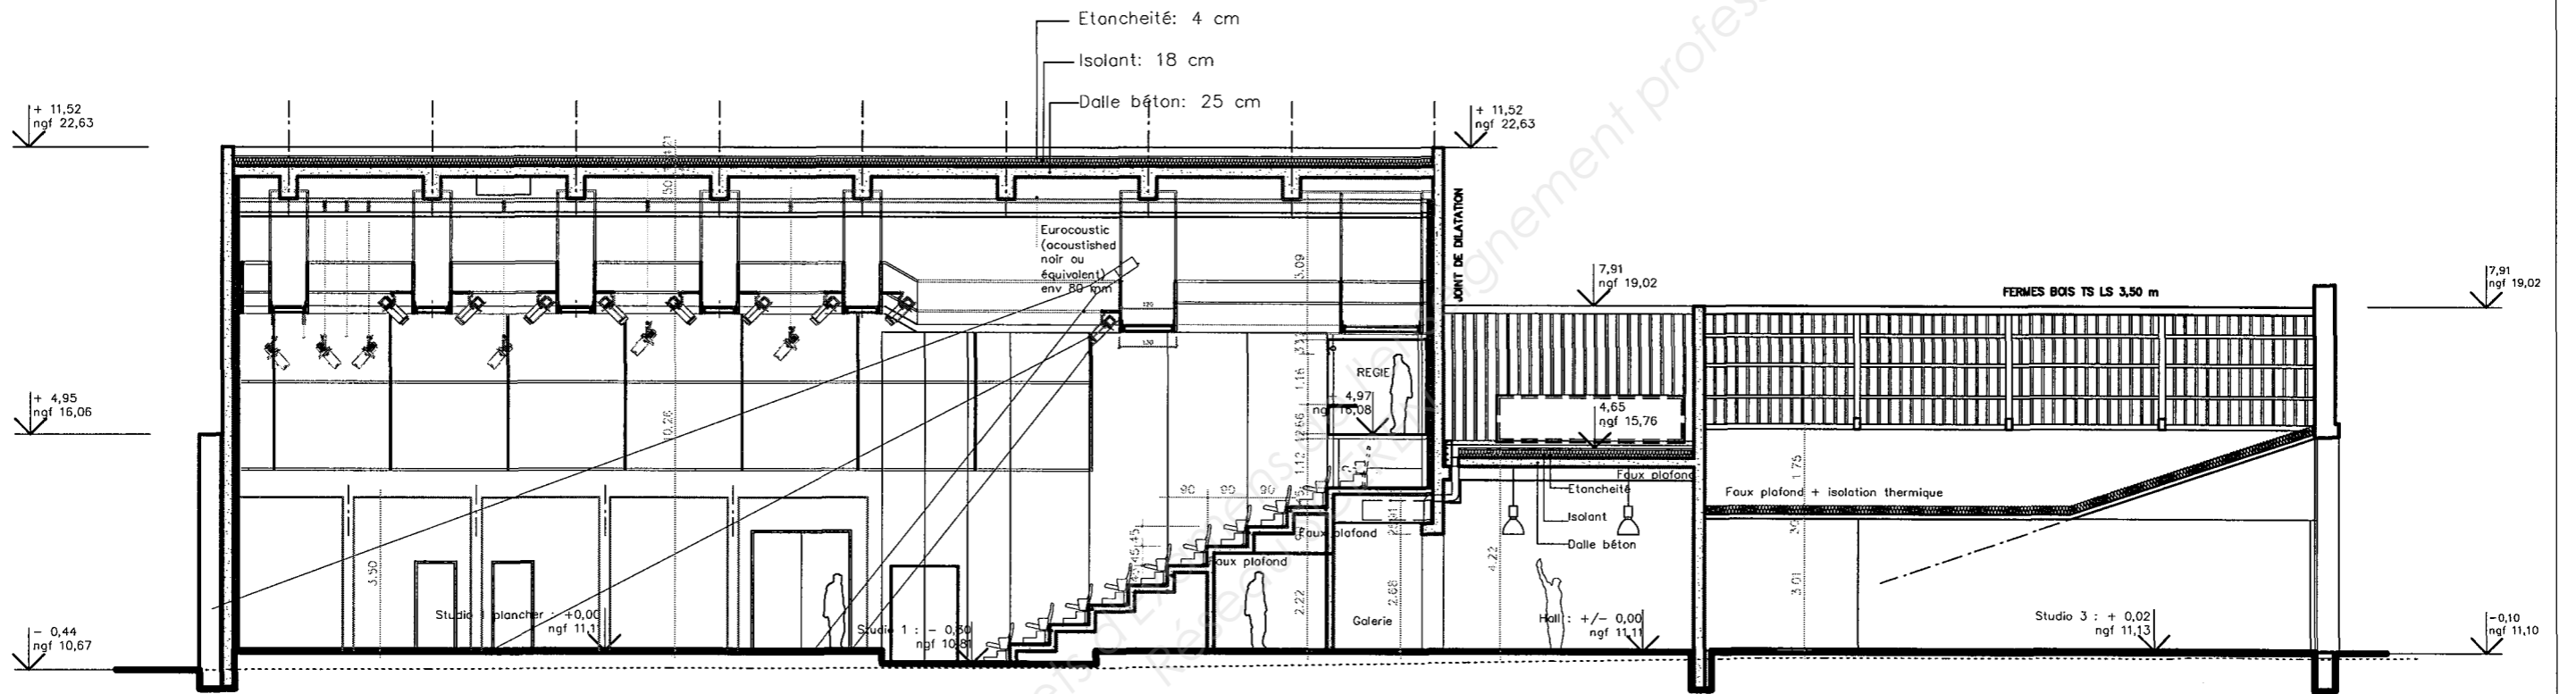 Etancheité: 4 cm
Isolant: 18 cm
Dalle béton: 25 cm
+ 11,52
ngf 22,63
+ 11,52
ngf 22,63
JOINT DE DILATATION
Eurocoustic
(acoustished
noir ou
équivalent)
3.09
7,91
ngf 19,02
FERMES BOIS TS LS 3,50 m
7,91
ngf 19,02
120
130
REGIE
1.16
+ 4,95
ngf 16,06
+ 4,97
ngf 16,08
4,65
ngf 15,76
10.26
1.12
Faux plafond
Etancheité
Isolant
Dalle béton
1.75
Faux plafond + isolation thermique
90 90 90
Faux plafond
Faux plafond
3.50
4.22
2.22
2.68
3.01
Galerie
Studio 1 plancher : +0,00
ngf 11,11
Studio 1 : - 0,30
ngf 10,81
Hall : +/- 0,00
ngf 11,11
Studio 3 : + 0,02
ngf 11,13
- 0,44
ngf 10,67
-0,10
ngf 11,10